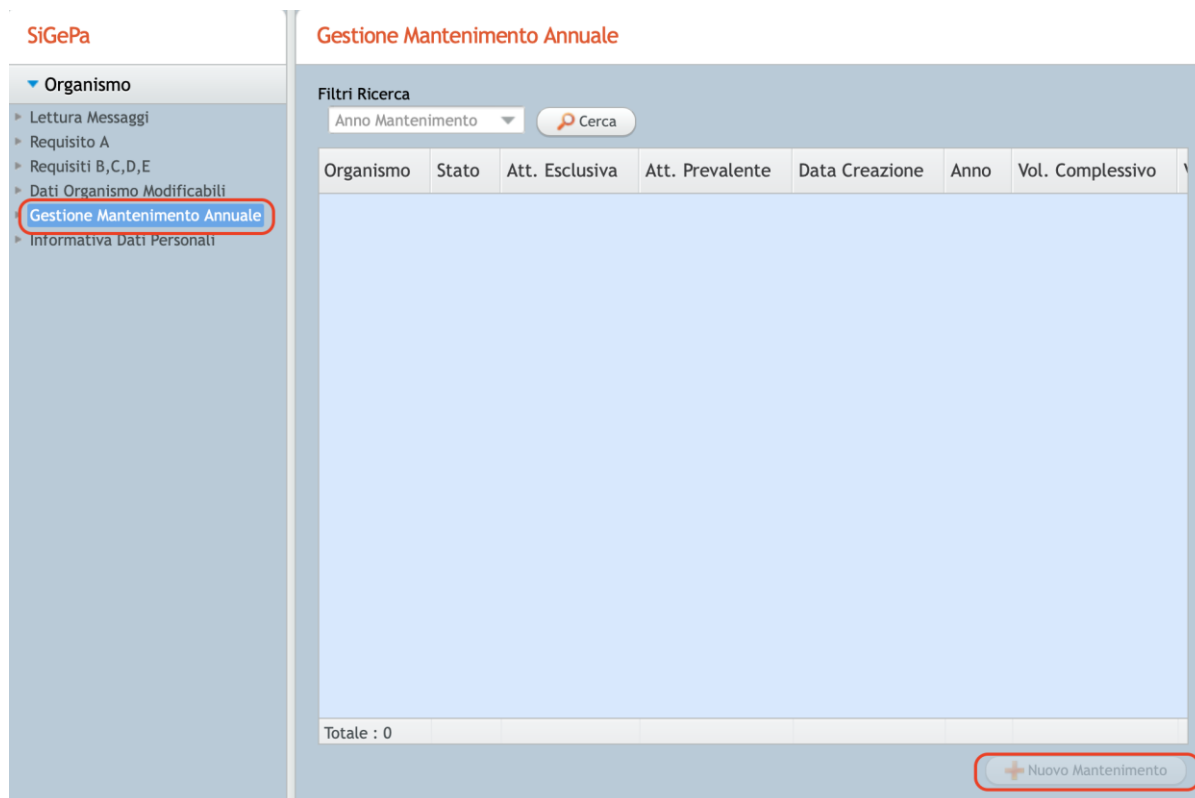 SiGePa
Organismo
Lettura Messaggi
Requisito A
Requisiti B,C,D,E
Dati Organismo Modificabili
Gestione Mantenimento Annuale
Informativa Dati Personali
Gestione Mantenimento Annuale
Filtri Ricerca
Anno Mantenimento Cerca
Organismo Stato Att. Esclusiva Att. Prevalente Data Creazione Anno Vol. Complessivo
Totale : 0
Nuovo Mantenimento